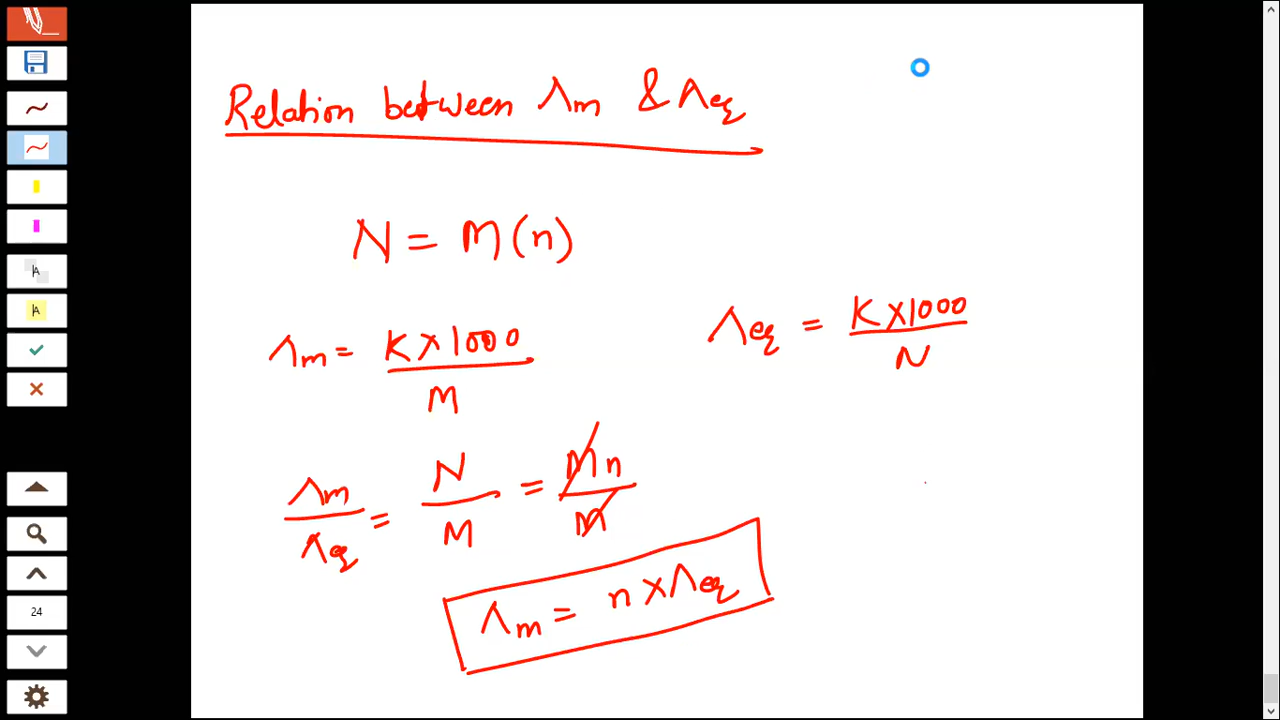 Relation between Λm & Λeq
N = M(n)
Λm = K×1000 / M
Λeq = K×1000 / N
Λm / Λeq = N / M = Mn / M
Λm = n × Λeq
A
A
24